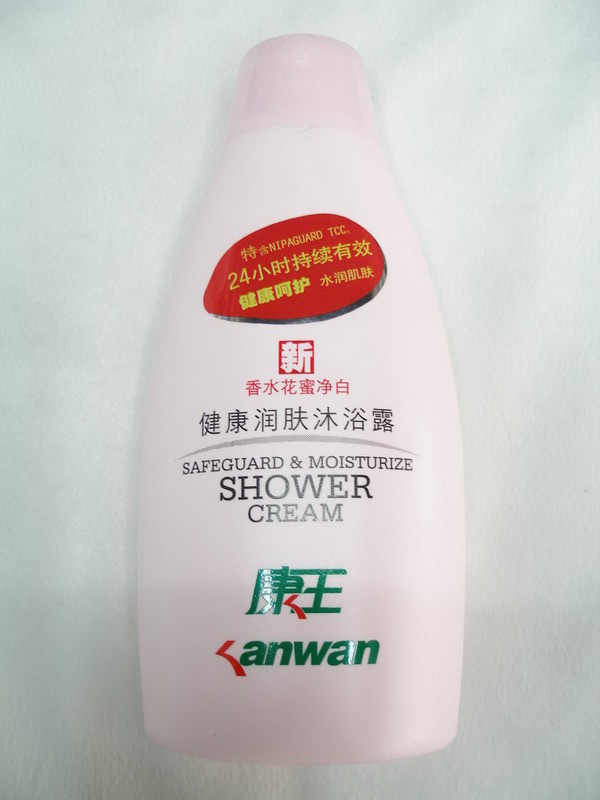 特含NIPAGUARD TCC.
24小时持续有效
健康呵护 水润肌肤
新
香水花蜜净白
健康润肤沐浴露
SAFEGUARD & MOISTURIZE
SHOWER
CREAM
康王
Kanwan